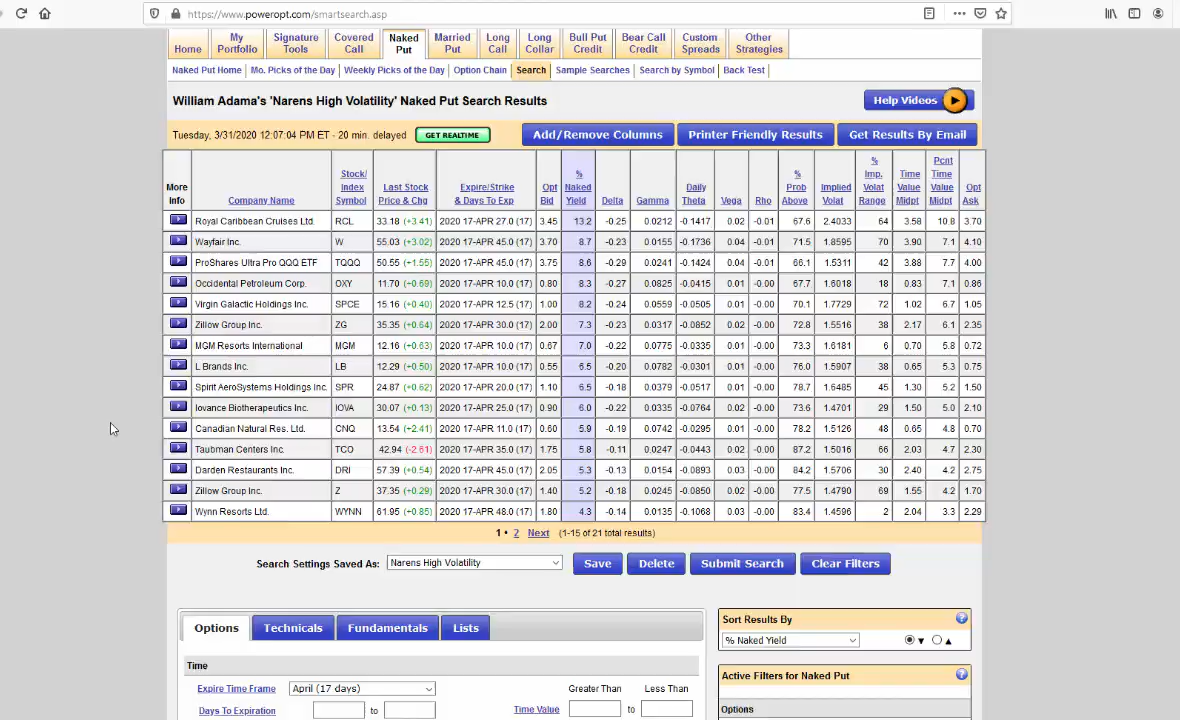 https://www.poweropt.com/smartsearch.asp
Home My Portfolio Signature Tools Covered Call Naked Put Married Put Long Call Long Collar Bull Put Credit Bear Call Credit Custom Spreads Other Strategies
Naked Put Home Mo. Picks of the Day Weekly Picks of the Day Option Chain Search Sample Searches Search by Symbol Back Test
William Adama's 'Narens High Volatility' Naked Put Search Results Help Videos
Tuesday, 3/31/2020 12:07:04 PM ET - 20 min. delayed GET REALTIME Add/Remove Columns Printer Friendly Results Get Results By Email
More Info Company Name Stock/ Index Symbol Last Stock Price & Chg Expire/Strike & Days To Exp Opt Bid % Naked Yield Delta Gamma Daily Theta Vega Rho % Prob Above Implied Volat % Imp. Volat Range Time Value Midpt Pcnt Time Value Midpt Opt Ask
Royal Caribbean Cruises Ltd. RCL 33.18 (+3.41) 2020 17-APR 27.0 (17) 3.45 13.2 -0.25 0.0212 -0.1417 0.02 -0.01 67.6 2.4033 64 3.58 10.8 3.70
Wayfair Inc. W 55.03 (+3.02) 2020 17-APR 45.0 (17) 3.70 8.7 -0.23 0.0155 -0.1736 0.04 -0.01 71.5 1.8595 70 3.90 7.1 4.10
ProShares Ultra Pro QQQ ETF TQQQ 50.55 (+1.55) 2020 17-APR 45.0 (17) 3.75 8.6 -0.29 0.0241 -0.1424 0.04 -0.01 66.1 1.5311 42 3.88 7.7 4.00
Occidental Petroleum Corp. OXY 11.70 (+0.69) 2020 17-APR 10.0 (17) 0.80 8.3 -0.27 0.0825 -0.0415 0.01 -0.00 67.7 1.6018 18 0.83 7.1 0.86
Virgin Galactic Holdings Inc. SPCE 15.16 (+0.40) 2020 17-APR 12.5 (17) 1.00 8.2 -0.24 0.0559 -0.0505 0.01 -0.00 70.1 1.7729 72 1.02 6.7 1.05
Zillow Group Inc. ZG 35.35 (+0.64) 2020 17-APR 30.0 (17) 2.00 7.3 -0.23 0.0317 -0.0852 0.02 -0.00 72.8 1.5516 38 2.17 6.1 2.35
MGM Resorts International MGM 12.16 (+0.63) 2020 17-APR 10.0 (17) 0.67 7.0 -0.22 0.0775 -0.0335 0.01 -0.00 73.3 1.6181 6 0.70 5.8 0.72
L Brands Inc. LB 12.29 (+0.50) 2020 17-APR 10.0 (17) 0.55 6.5 -0.20 0.0782 -0.0301 0.01 -0.00 76.0 1.5907 38 0.65 5.3 0.75
Spirit AeroSystems Holdings Inc. SPR 24.87 (+0.62) 2020 17-APR 20.0 (17) 1.10 6.5 -0.18 0.0379 -0.0517 0.01 -0.00 78.7 1.6485 45 1.30 5.2 1.50
Iovance Biotherapeutics Inc. IOVA 30.07 (+0.13) 2020 17-APR 25.0 (17) 0.90 6.0 -0.22 0.0335 -0.0764 0.02 -0.00 73.6 1.4701 29 1.50 5.0 2.10
Canadian Natural Res. Ltd. CNQ 13.54 (+2.41) 2020 17-APR 11.0 (17) 0.60 5.9 -0.19 0.0742 -0.0295 0.01 -0.00 78.2 1.5126 48 0.65 4.8 0.70
Taubman Centers Inc. TCO 42.94 (-2.61) 2020 17-APR 35.0 (17) 1.75 5.8 -0.11 0.0247 -0.0443 0.02 -0.00 78.2 1.5016 66 2.03 4.7 2.30
Darden Restaurants Inc. DRI 57.39 (+0.54) 2020 17-APR 45.0 (17) 2.05 5.3 -0.13 0.0154 -0.0893 0.03 -0.00 84.2 1.5706 30 2.40 4.2 2.75
Zillow Group Inc. Z 37.35 (+0.29) 2020 17-APR 30.0 (17) 1.40 5.2 -0.18 0.0245 -0.0850 0.02 -0.00 77.5 1.4790 69 1.55 4.2 1.70
Wynn Resorts Ltd. WYNN 61.95 (+0.85) 2020 17-APR 48.0 (17) 1.80 4.3 -0.14 0.0135 -0.1068 0.03 -0.00 83.4 1.4596 2 2.04 3.3 2.29
1 • 2 Next (1-15 of 21 total results)
Search Settings Saved As: Narens High Volatility Save Delete Submit Search Clear Filters
Options Technicals Fundamentals Lists
Sort Results By
% Naked Yield
Time
Active Filters for Naked Put
Expire Time Frame April (17 days) Greater Than Less Than
Days To Expiration to Time Value to
Options